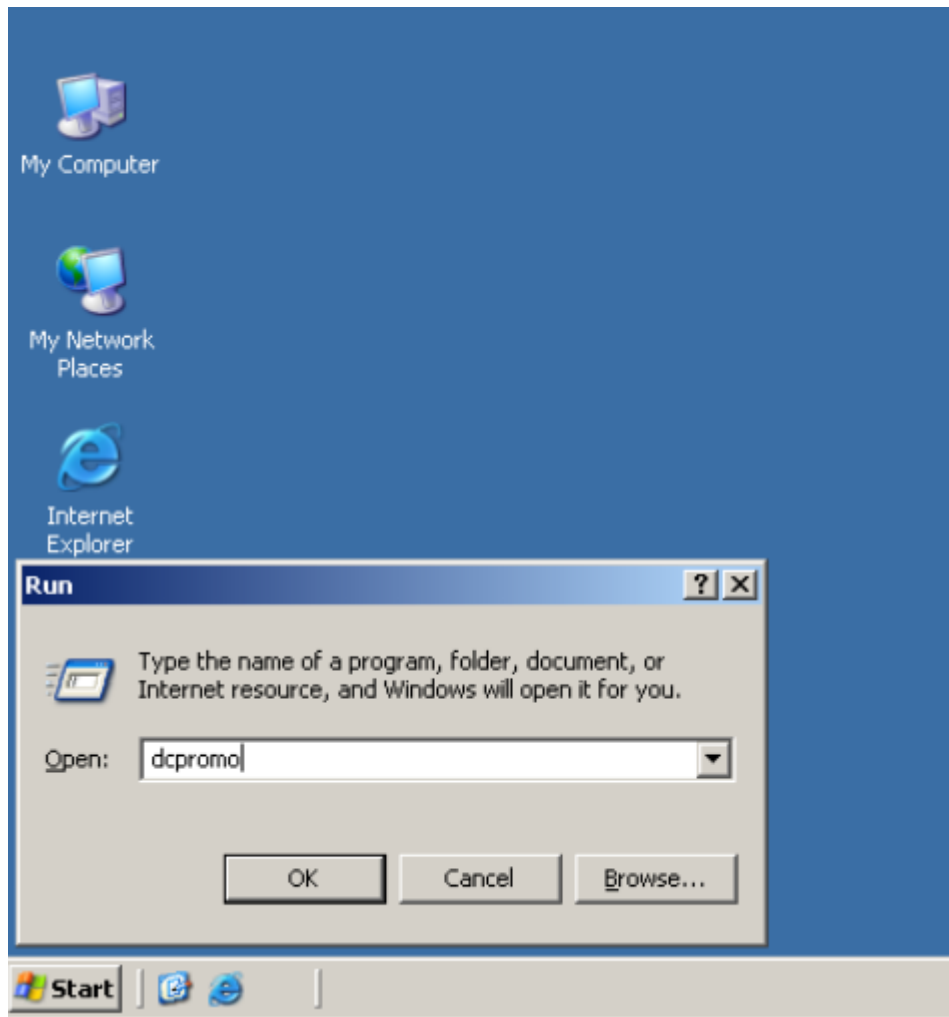 My Computer
My Network
Places
Internet
Explorer
Run
Type the name of a program, folder, document, or
Internet resource, and Windows will open it for you.
Open: dcpromo
OK Cancel Browse...
Start